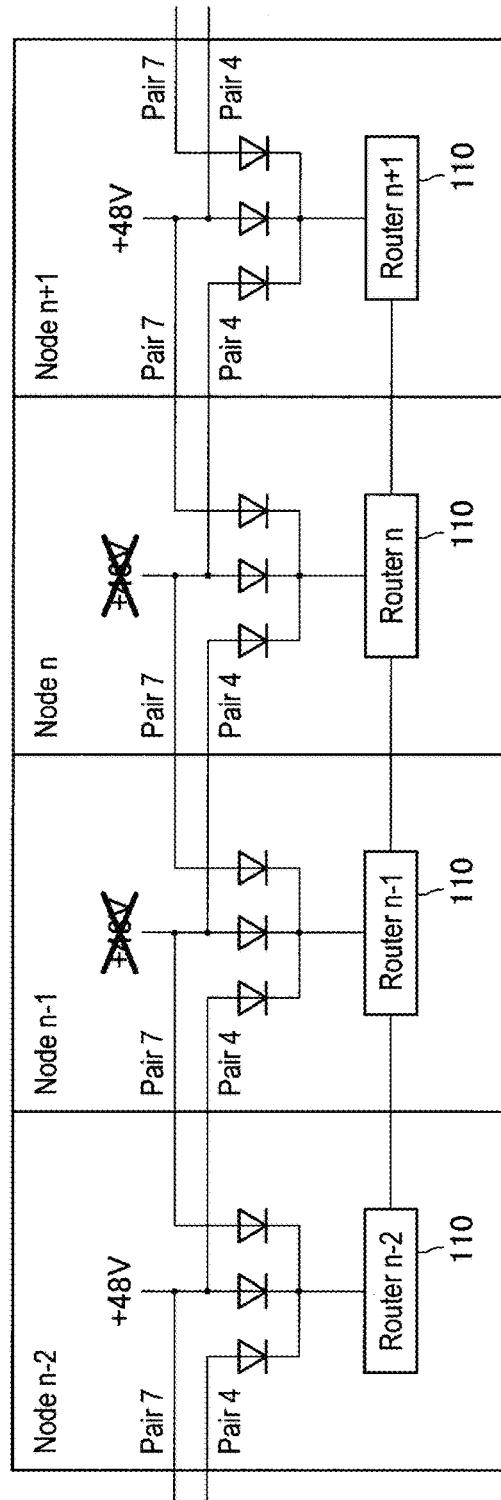 Node n-2
Pair 7
+48V
Pair 4
Router n-2
110
Node n-1
Pair 7
+48V
Pair 4
Router n-1
110
Node n
Pair 7
+48V
Pair 4
Router n
110
Node n+1
Pair 7
+48V
Pair 7
Pair 4
Pair 4
Router n+1
110